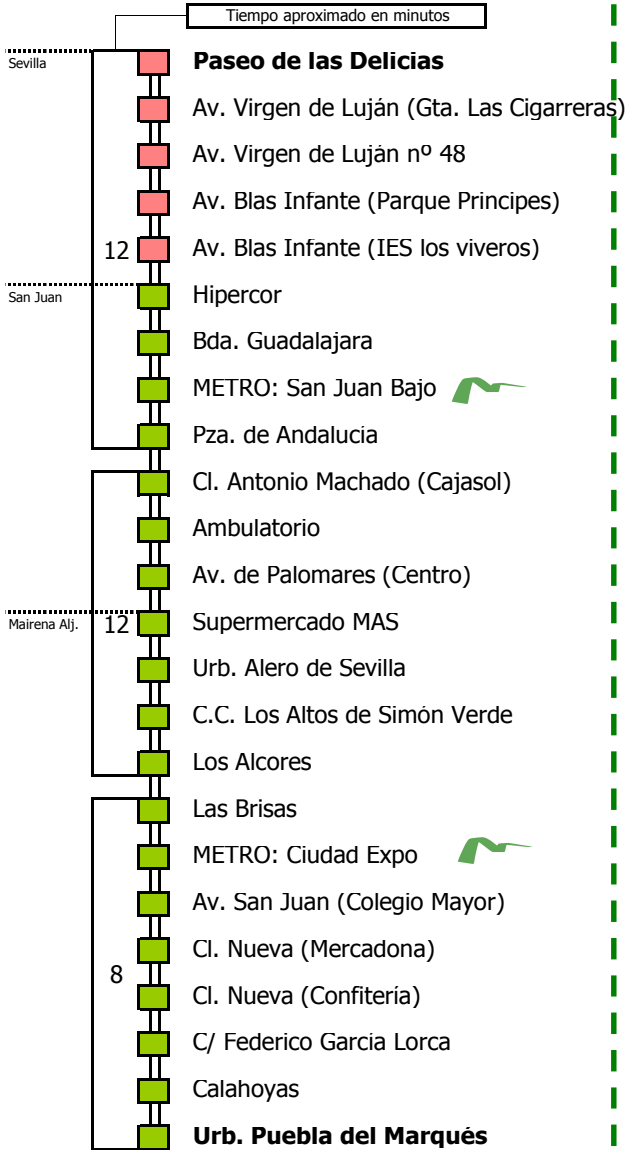 Tiempo aproximado en minutos
Sevilla
Paseo de las Delicias
Av. Virgen de Luján (Gta. Las Cigarreras)
Av. Virgen de Luján nº 48
Av. Blas Infante (Parque Principes)
12
Av. Blas Infante (IES los viveros)
San Juan
Hipercor
Bda. Guadalajara
METRO: San Juan Bajo
Pza. de Andalucía
Cl. Antonio Machado (Cajasol)
Ambulatorio
Av. de Palomares (Centro)
Mairena Alj.
12
Supermercado MAS
Urb. Alero de Sevilla
C.C. Los Altos de Simón Verde
Los Alcores
Las Brisas
METRO: Ciudad Expo
Av. San Juan (Colegio Mayor)
Cl. Nueva (Mercadona)
8
Cl. Nueva (Confitería)
C/ Federico García Lorca
Calahoyas
Urb. Puebla del Marqués